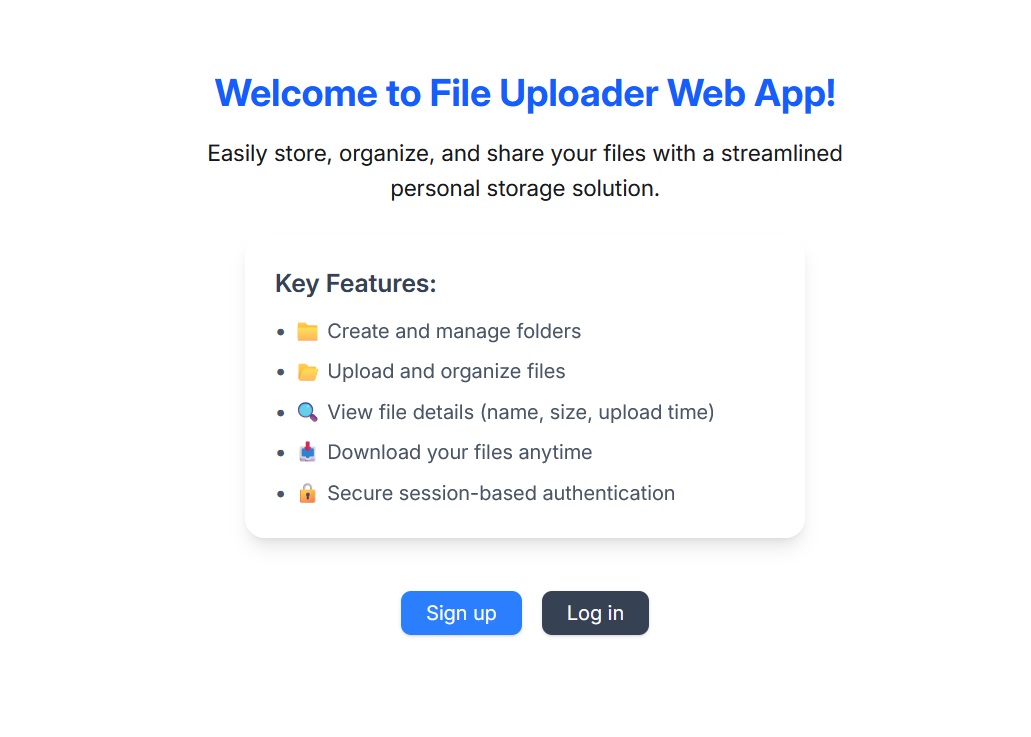 Welcome to File Uploader Web App!
Easily store, organize, and share your files with a streamlined
personal storage solution.
Key Features:
• 📁 Create and manage folders
• 📂 Upload and organize files
• 🔍 View file details (name, size, upload time)
• 📥 Download your files anytime
• 🔒 Secure session-based authentication
Sign up
Log in